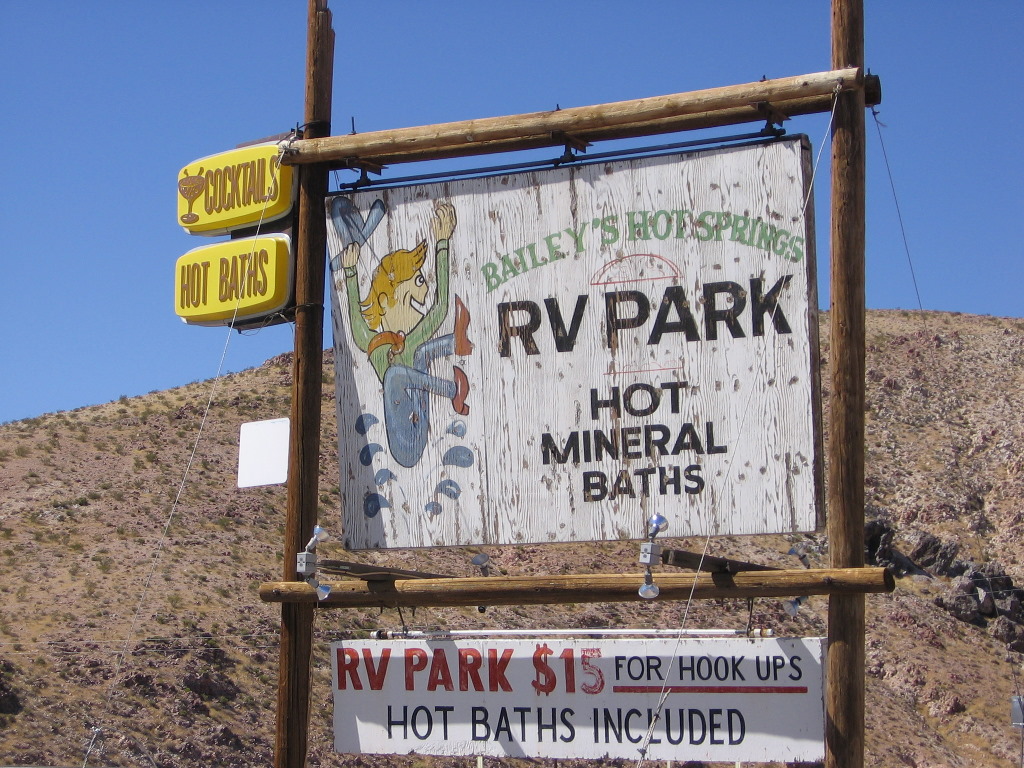 COCKTAILS
HOT BATHS
BAILEY'S HOT SPRINGS
RV PARK
HOT
MINERAL
BATHS
RV PARK $15 FOR HOOK UPS
HOT BATHS INCLUDED